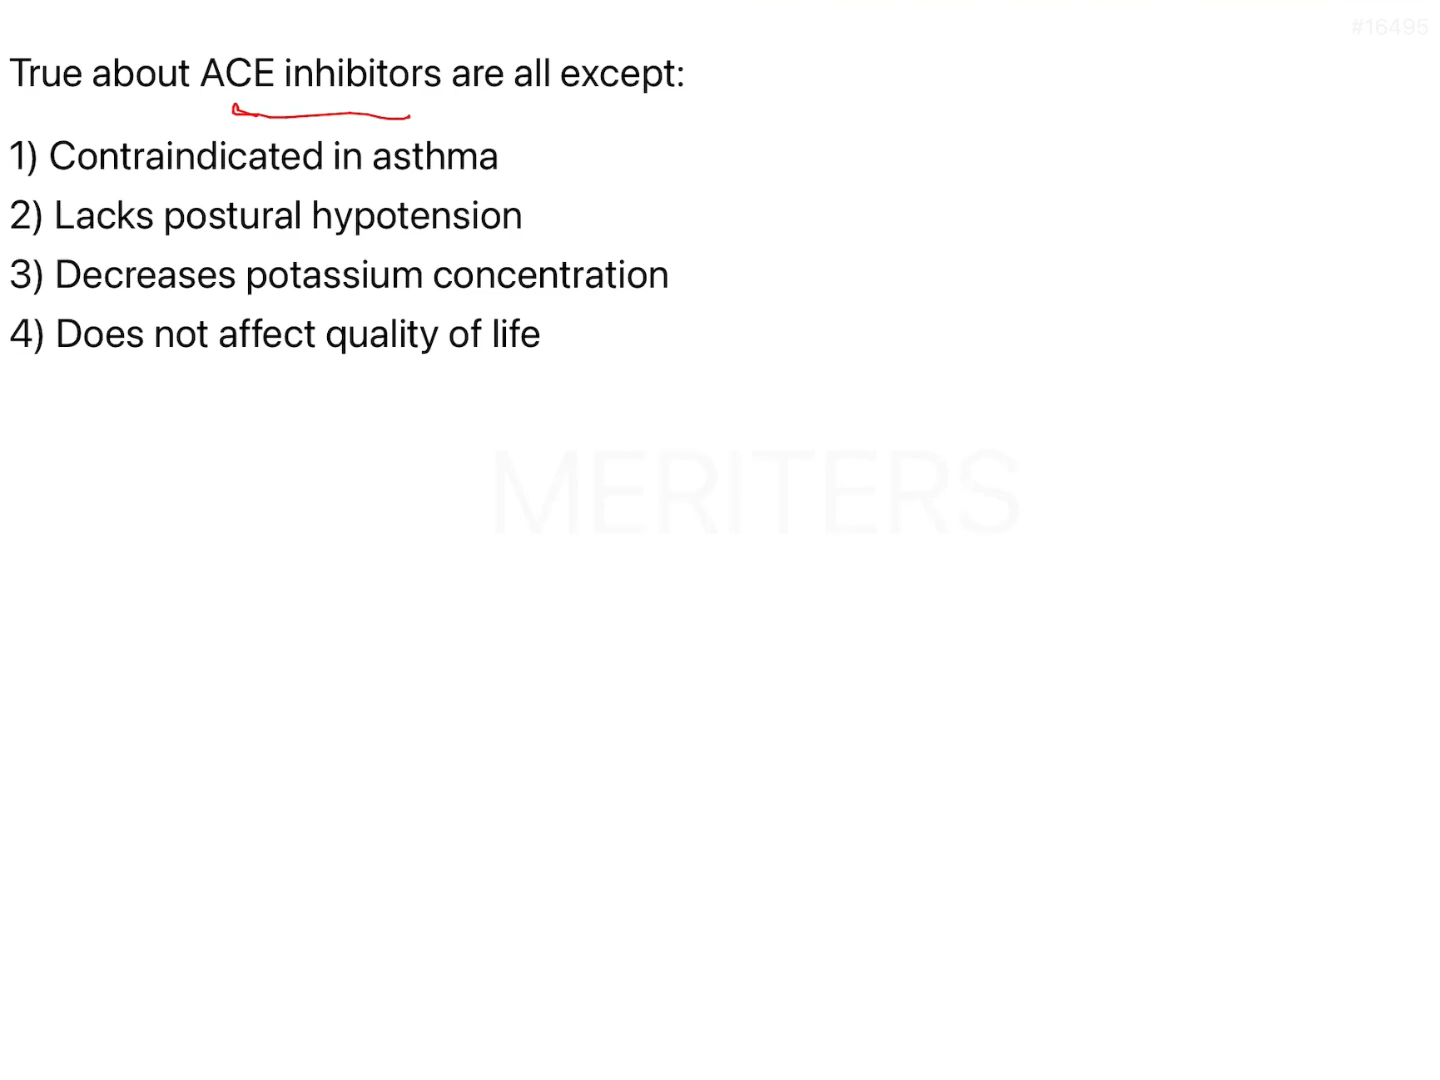 #16495
True about ACE inhibitors are all except:
1) Contraindicated in asthma
2) Lacks postural hypotension
3) Decreases potassium concentration
4) Does not affect quality of life
MERITERS